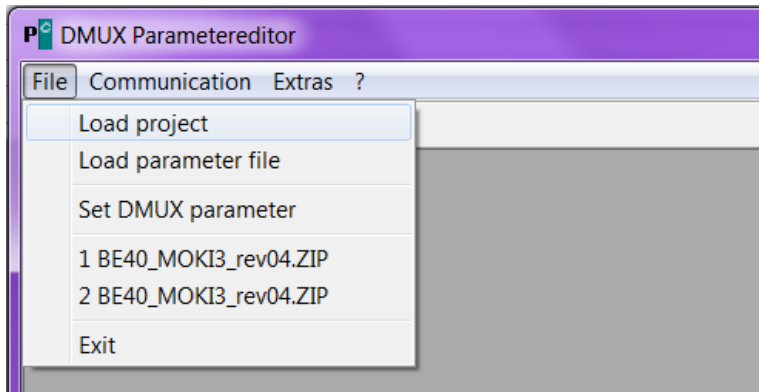 P C DMUX Parametereditor
File Communication Extras ?
Load project
Load parameter file
Set DMUX parameter
1 BE40_MOKI3_rev04.ZIP
2 BE40_MOKI3_rev04.ZIP
Exit